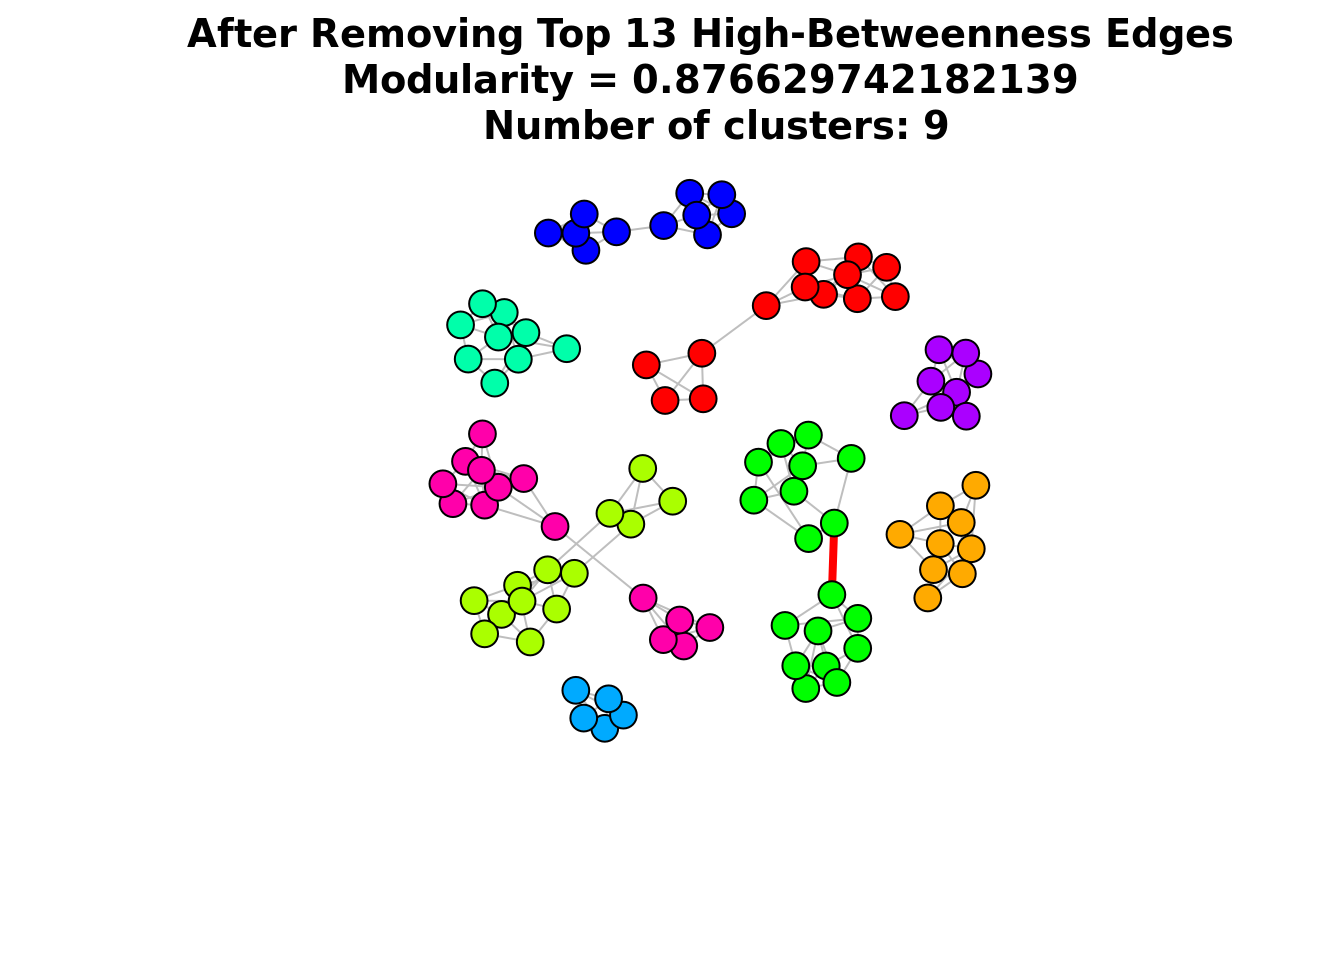 After Removing Top 13 High-Betweenness Edges
Modularity = 0.876629742182139
Number of clusters: 9